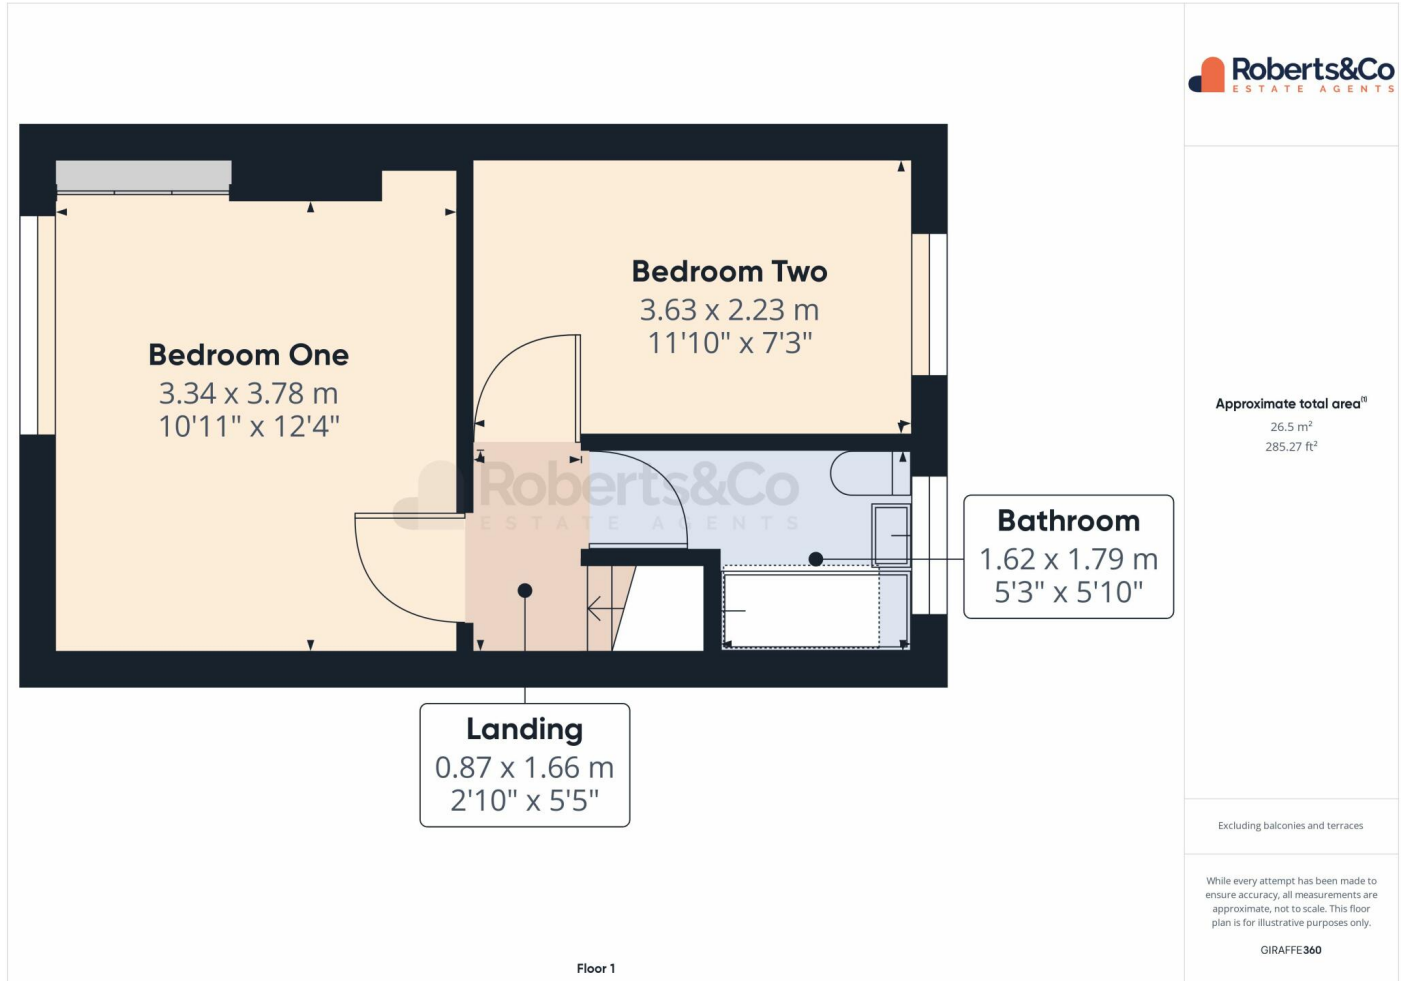 Roberts&Co
ESTATE AGENTS
Bedroom One
3.34 x 3.78 m
10'11" x 12'4"
Bedroom Two
3.63 x 2.23 m
11'10" x 7'3"
Roberts&Co
ESTATE AGENTS
Bathroom
1.62 x 1.79 m
5'3" x 5'10"
Landing
0.87 x 1.66 m
2'10" x 5'5"
Floor 1
Approximate total area(1)
26.5 m²
285.27 ft²
Excluding balconies and terraces
While every attempt has been made to
ensure accuracy, all measurements are
approximate, not to scale. This floor
plan is for illustrative purposes only.
GIRAFFE360